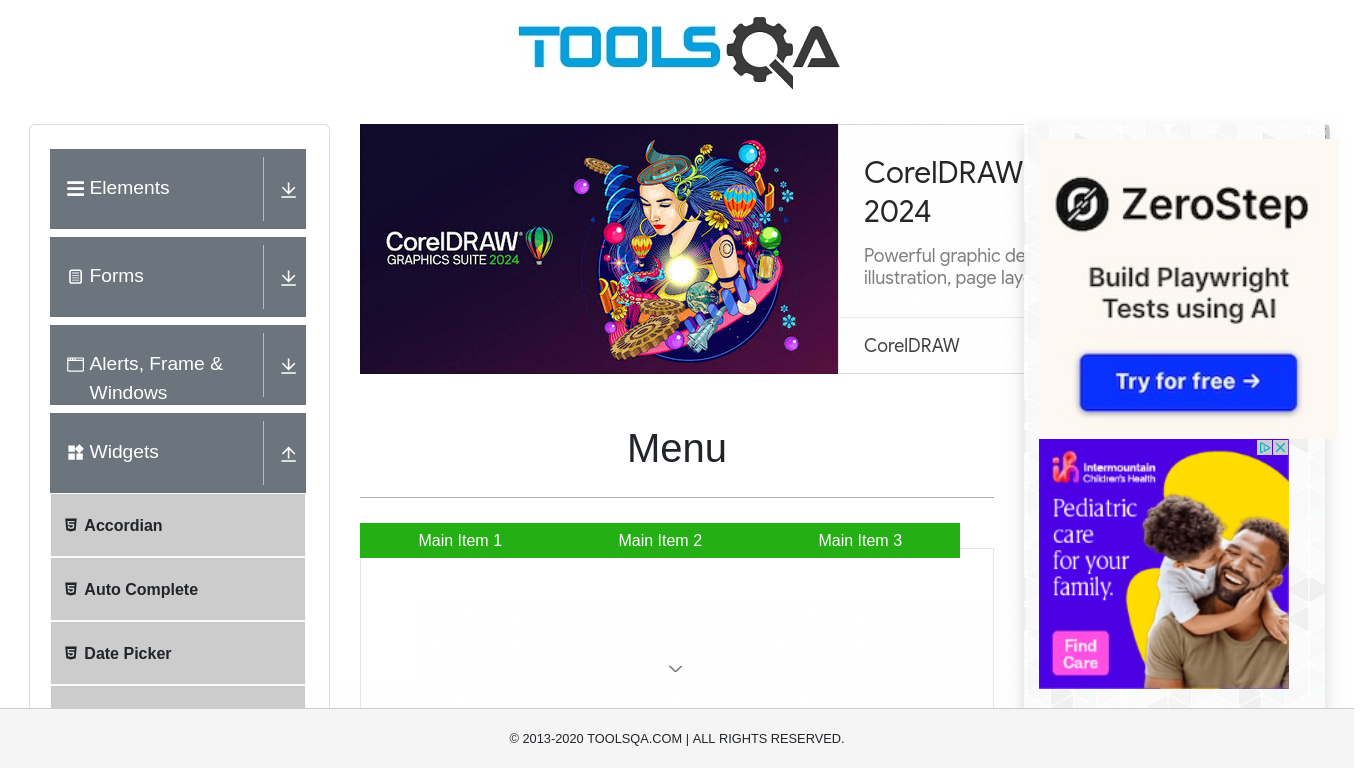 TOOLSQA
Elements
Forms
Alerts, Frame &
Windows
Widgets
Accordian
Auto Complete
Date Picker
CorelDRAW
GRAPHICS SUITE 2024
CorelDRAW
2024
Powerful graphic de
illustration, page lay
CorelDRAW
Menu
Main Item 1
Main Item 2
Main Item 3
ZeroStep
Build Playwright
Tests using AI
Try for free →
Intermountain
Children's Health
Pediatric
care
for your
family.
Find
Care
© 2013-2020 TOOLSQA.COM | ALL RIGHTS RESERVED.